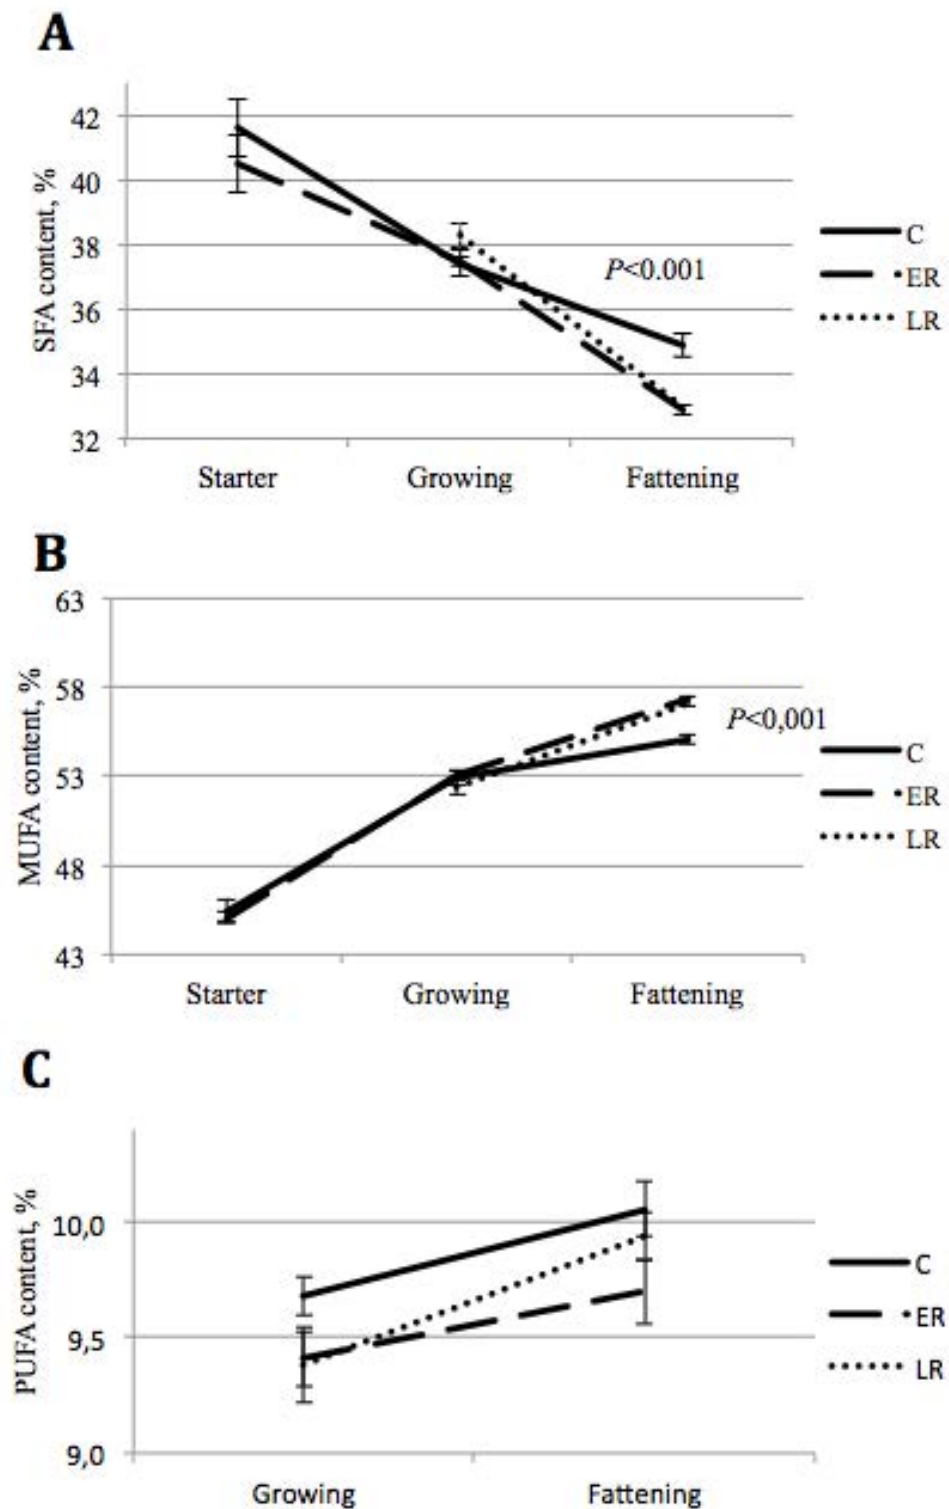 A
SFA content, %
42
40
38
36
34
32
P<0.001
C
ER
LR
Starter Growing Fattening
B
MUFA content, %
63
58
53
48
43
P<0,001
C
ER
LR
Starter Growing Fattening
C
PUFA content, %
10,0
9,5
9,0
C
ER
LR
Growing Fattening